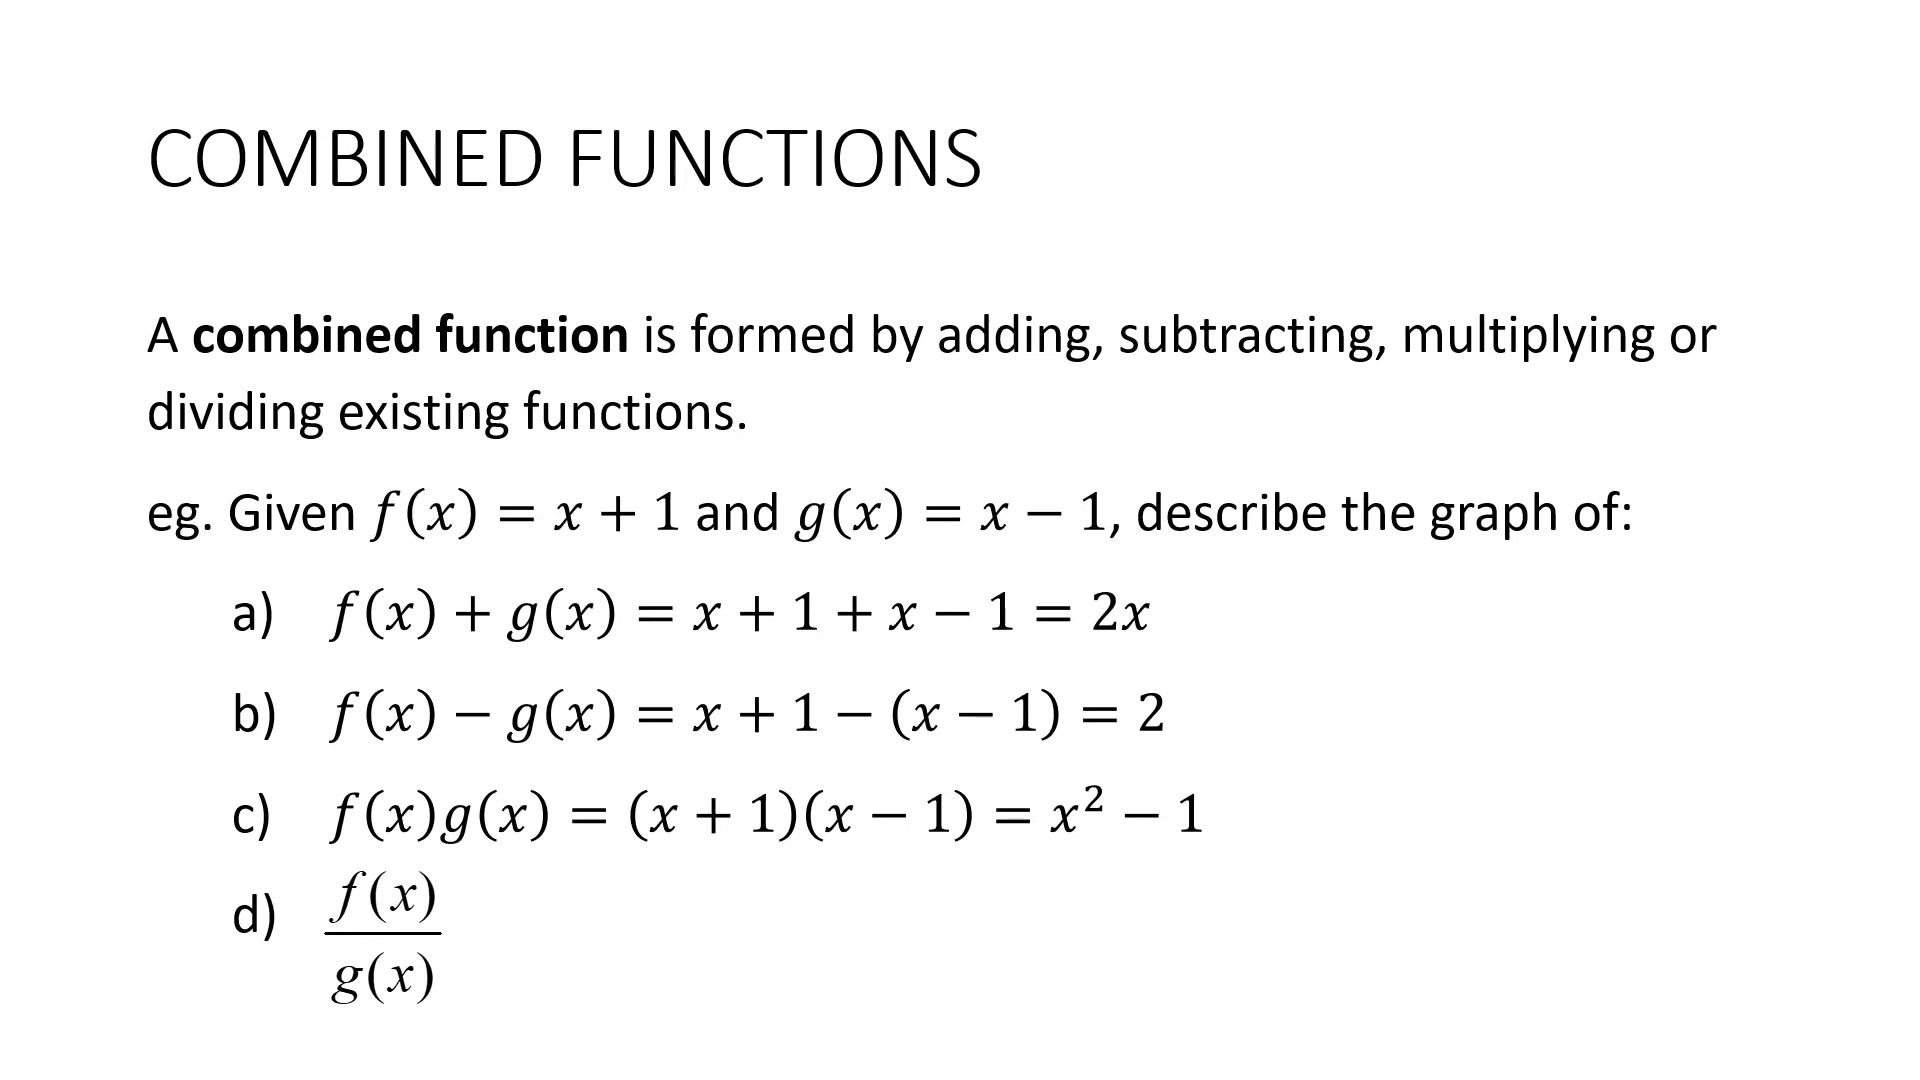 COMBINED FUNCTIONS
A combined function is formed by adding, subtracting, multiplying or
dividing existing functions.
eg. Given f(x) = x + 1 and g(x) = x − 1, describe the graph of:
a) f(x) + g(x) = x + 1 + x − 1 = 2x
b) f(x) − g(x) = x + 1 − (x − 1) = 2
c) f(x)g(x) = (x + 1)(x − 1) = x² − 1
d) f(x)
g(x)